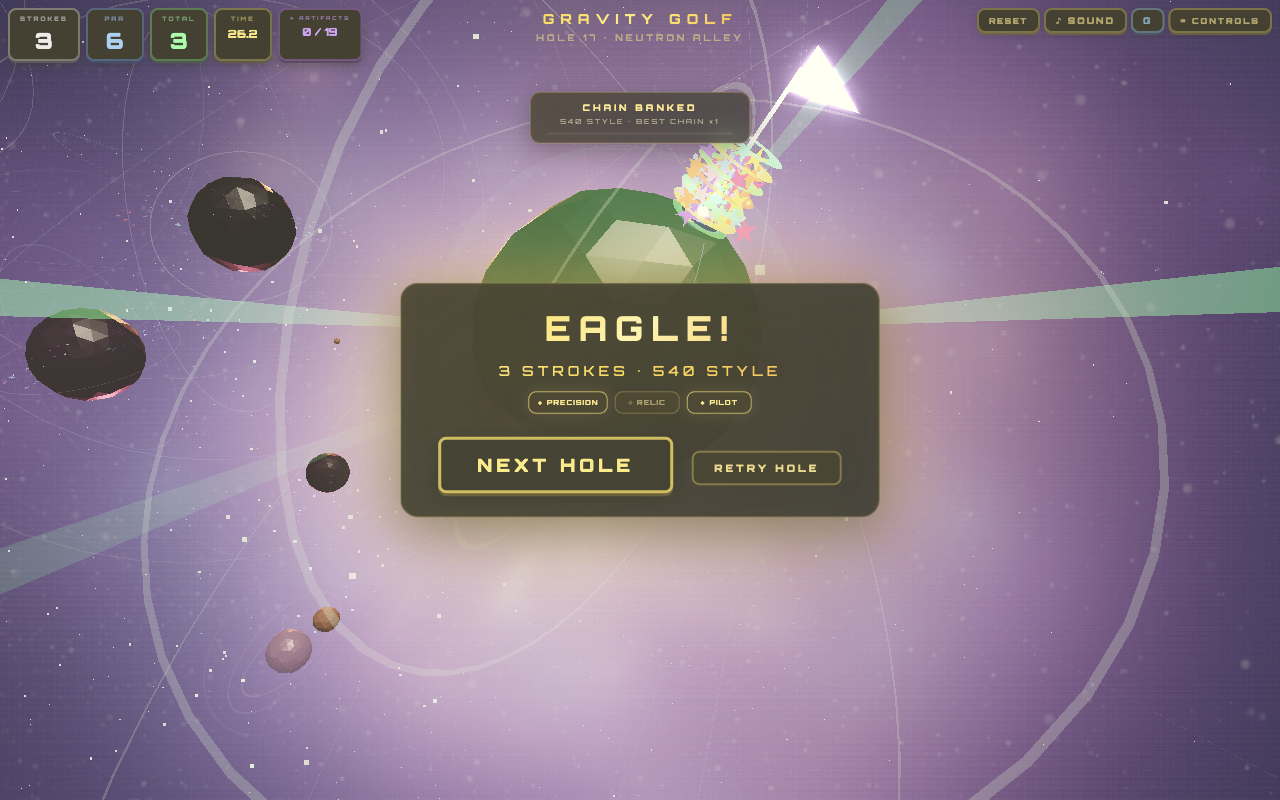 STROKES
3
PAR
6
TOTAL
3
TIME
26.2
ARTIFACTS
0 / 19
GRAVITY GOLF
HOLE 17 · NEUTRON ALLEY
RESET
♪ SOUND
G
CONTROLS
CHAIN BANKED
540 STYLE · BEST CHAIN ×1
EAGLE!
3 STROKES · 540 STYLE
◆ PRECISION
◇ RELIC
◆ PILOT
NEXT HOLE
RETRY HOLE